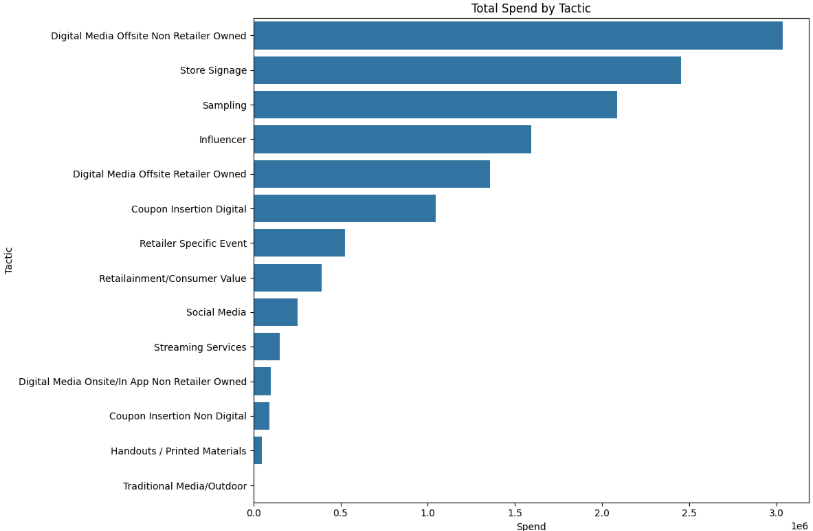 Total Spend by Tactic
Tactic
Digital Media Offsite Non Retailer Owned
Store Signage
Sampling
Influencer
Digital Media Offsite Retailer Owned
Coupon Insertion Digital
Retailer Specific Event
Retailainment/Consumer Value
Social Media
Streaming Services
Digital Media Onsite/In App Non Retailer Owned
Coupon Insertion Non Digital
Handouts / Printed Materials
Traditional Media/Outdoor
0.0 0.5 1.0 1.5 2.0 2.5 3.0
1e6
Spend